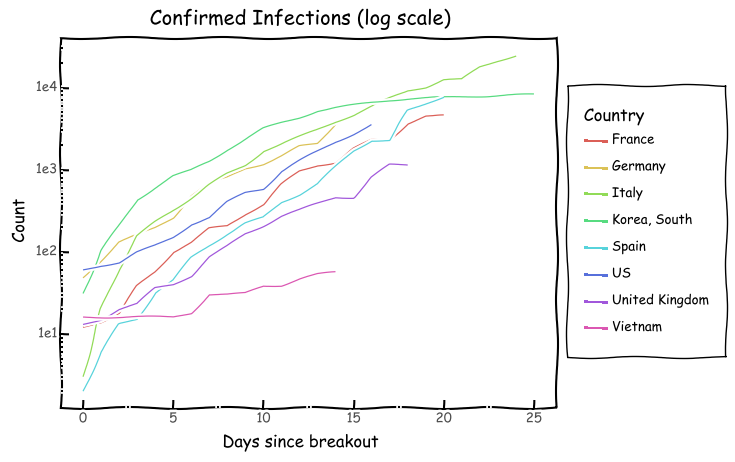 Confirmed Infections (log scale)
Count
1e4
1e3
1e2
1e1
0 5 10 15 20 25
Days since breakout
Country
France
Germany
Italy
Korea, South
Spain
US
United Kingdom
Vietnam